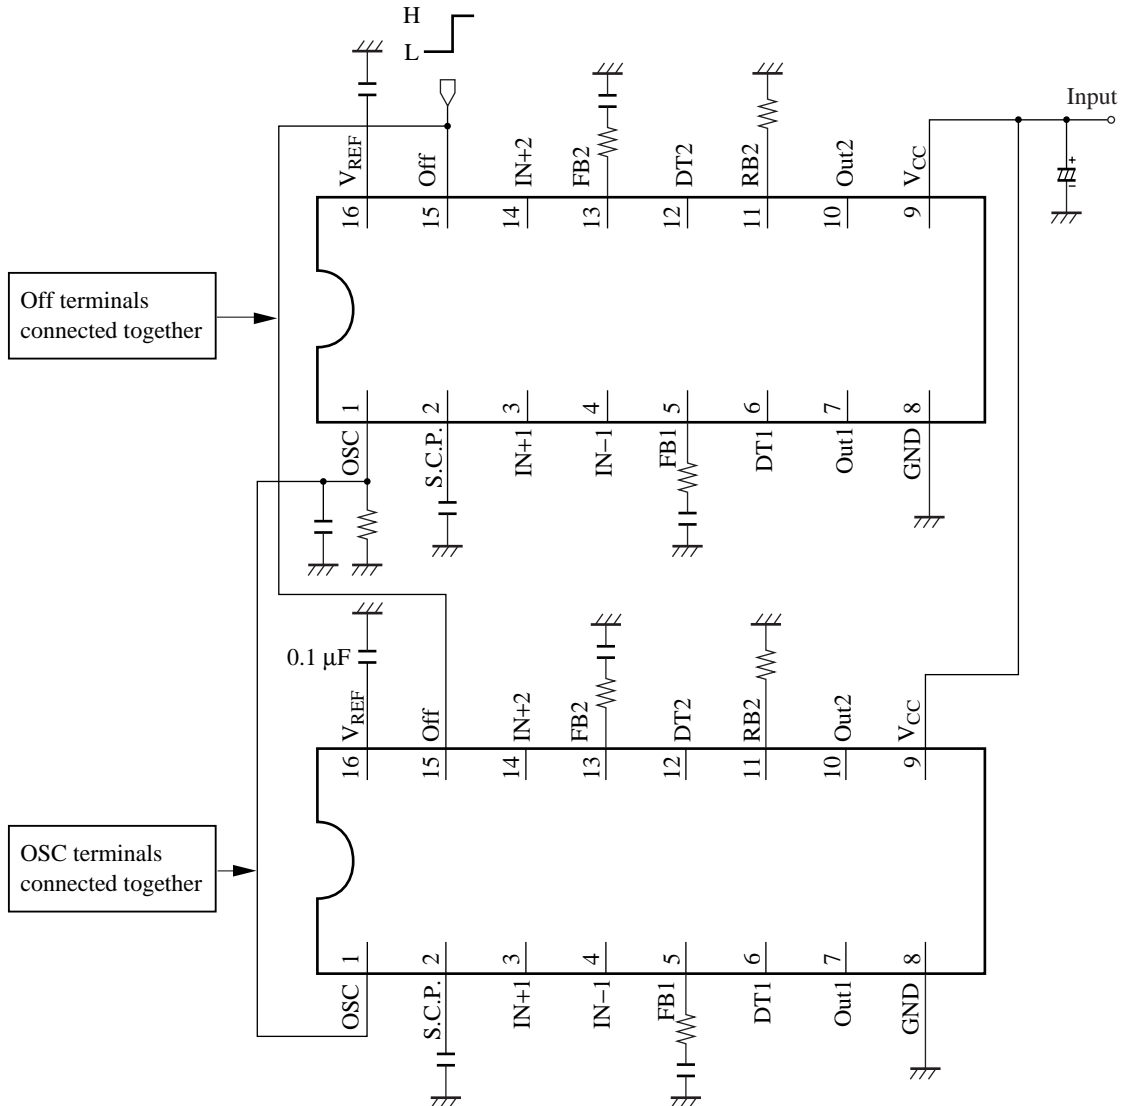 H
L
Input
VREF
Off
IN+2
FB2
DT2
RB2
Out2
VCC
16
15
14
13
12
11
10
9
Off terminals
connected together
1
2
3
4
5
6
7
8
OSC
S.C.P.
IN+1
IN−1
FB1
DT1
Out1
GND
0.1 µF
VREF
Off
IN+2
FB2
DT2
RB2
Out2
VCC
16
15
14
13
12
11
10
9
OSC terminals
connected together
1
2
3
4
5
6
7
8
OSC
S.C.P.
IN+1
IN−1
FB1
DT1
Out1
GND